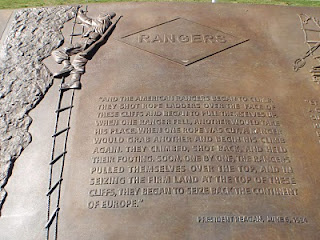 RANGERS
"AND THE AMERICAN RANGERS BEGAN TO CLIMB.
THEY SHOT ROPE LADDERS OVER THE FACE OF
THESE CLIFFS AND BEGAN TO PULL THEMSELVES UP.
WHEN ONE RANGER FELL, ANOTHER WOULD TAKE
HIS PLACE. WHEN ONE ROPE WAS CUT, A RANGER
WOULD GRAB ANOTHER AND BEGIN HIS CLIMB
AGAIN. THEY CLIMBED, SHOT BACK, AND HELD
THEIR FOOTING. SOON, ONE BY ONE, THE RANGERS
PULLED THEMSELVES OVER THE TOP, AND IN
SEIZING THE FIRM LAND AT THE TOP OF THESE
CLIFFS, THEY BEGAN TO SEIZE BACK THE CONTINENT
OF EUROPE."
PRESIDENT REAGAN, JUNE 6, 1984